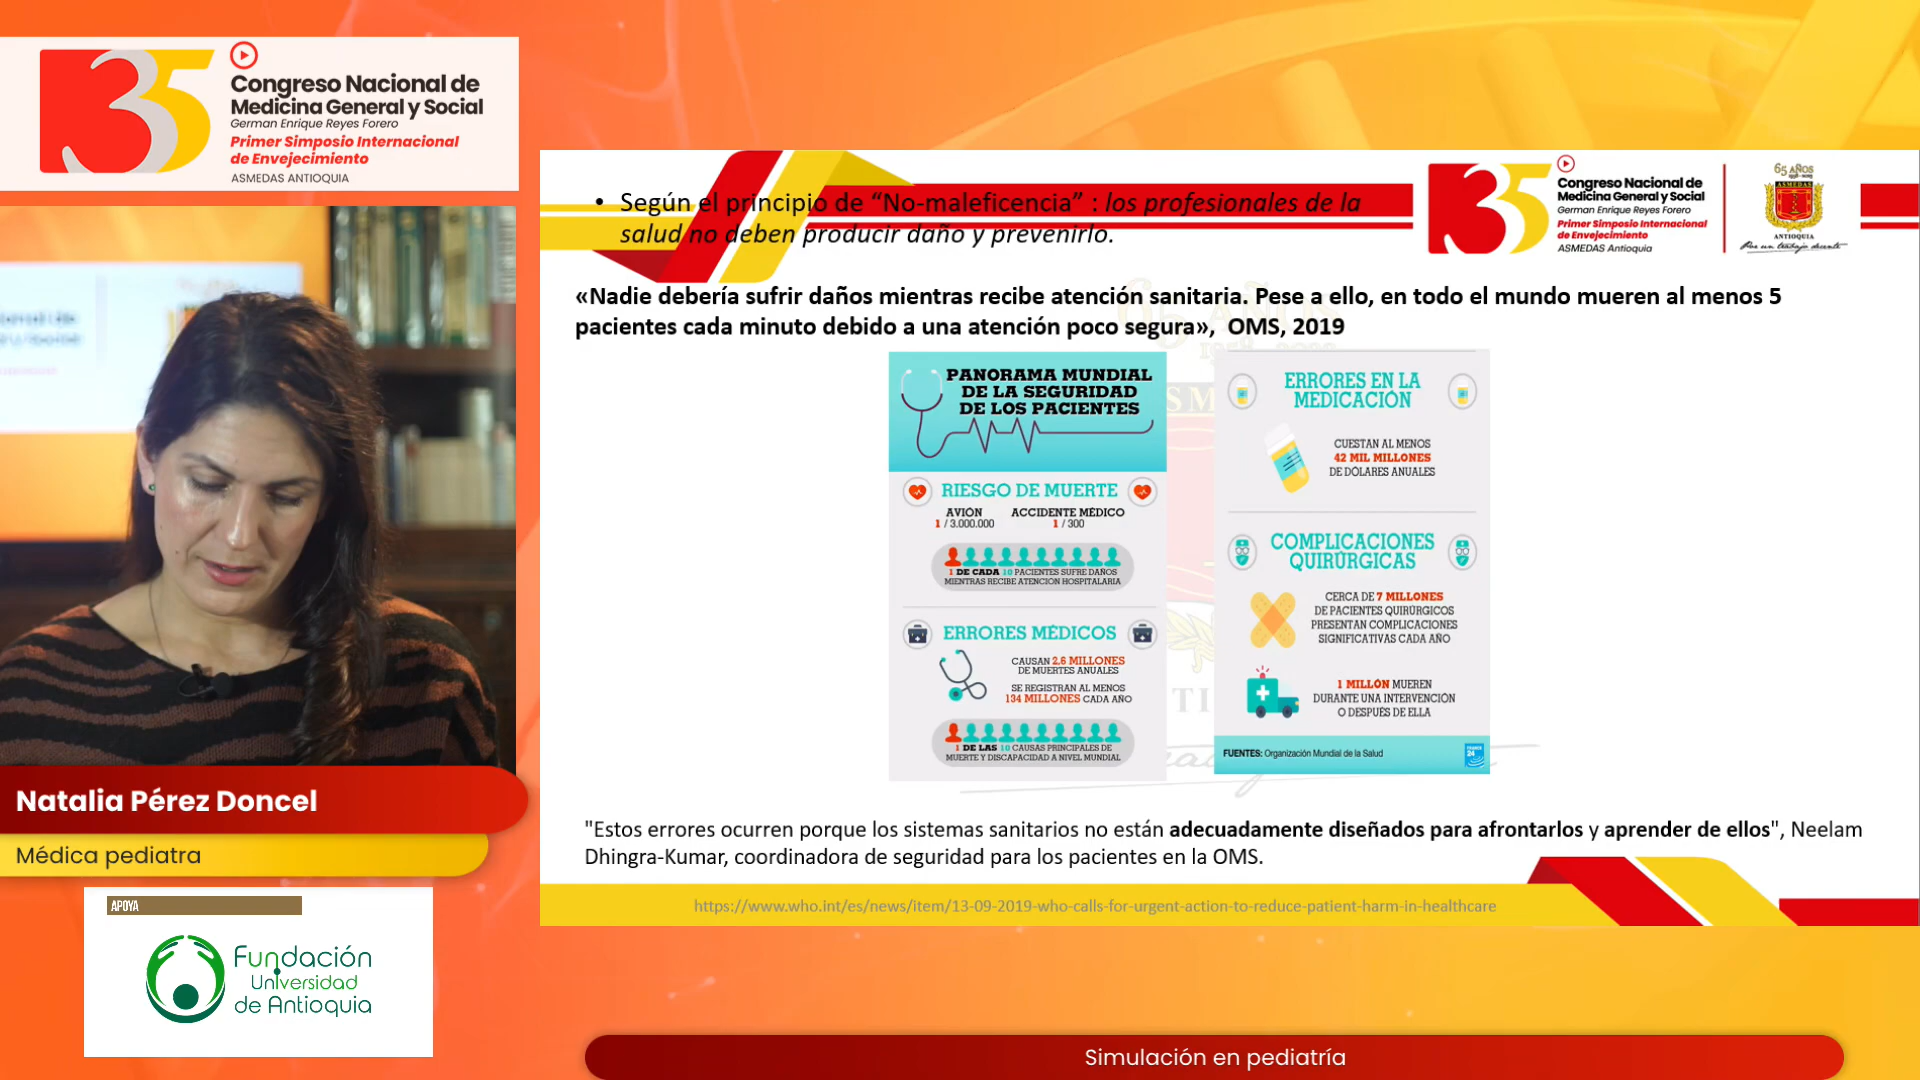 35
Congreso Nacional de
Medicina General y Social
German Enrique Reyes Forero
Primer Simposio Internacional
de Envejecimiento
ASMEDAS ANTIOQUIA
Natalia Pérez Doncel
Médica pediatra
APOYA
Fundación
Universidad
de Antioquia
• Según el principio de “No-maleficencia” : los profesionales de la
salud no deben producir daño y prevenirlo.
35
Congreso Nacional de
Medicina General y Social
German Enrique Reyes Forero
Primer Simposio Internacional
de Envejecimiento
ASMEDAS Antioquia
65 AÑOS
ASMEDAS
ANTIOQUIA
Por un trabajo decente
«Nadie debería sufrir daños mientras recibe atención sanitaria. Pese a ello, en todo el mundo mueren al menos 5
pacientes cada minuto debido a una atención poco segura», OMS, 2019
PANORAMA MUNDIAL
DE LA SEGURIDAD
DE LOS PACIENTES
RIESGO DE MUERTE
AVIÓN ACCIDENTE MÉDICO
1 / 3.000.000 1 / 300
1 DE CADA 10 PACIENTES SUFRE DAÑOS
MIENTRAS RECIBE ATENCION HOSPITALARIA
ERRORES MÉDICOS
CAUSAN 2.6 MILLONES
DE MUERTES ANUALES
SE REGISTRAN AL MENOS
134 MILLONES CADA AÑO
1 DE LAS 10 CAUSAS PRINCIPALES DE
MUERTE Y DISCAPACIDAD A NIVEL MUNDIAL
ERRORES EN LA
MEDICACIÓN
CUESTAN AL MENOS
42 MIL MILLONES
DE DÓLARES ANUALES
COMPLICACIONES
QUIRÚRGICAS
CERCA DE 7 MILLONES
DE PACIENTES QUIRÚRGICOS
PRESENTAN COMPLICACIONES
SIGNIFICATIVAS CADA AÑO
1 MILLÓN MUEREN
DURANTE UNA INTERVENCIÓN
O DESPUÉS DE ELLA
FUENTES: Organización Mundial de la Salud
FRANCE
24
"Estos errores ocurren porque los sistemas sanitarios no están adecuadamente diseñados para afrontarlos y aprender de ellos", Neelam
Dhingra-Kumar, coordinadora de seguridad para los pacientes en la OMS.
https://www.who.int/es/news/item/13-09-2019-who-calls-for-urgent-action-to-reduce-patient-harm-in-healthcare
Simulación en pediatría